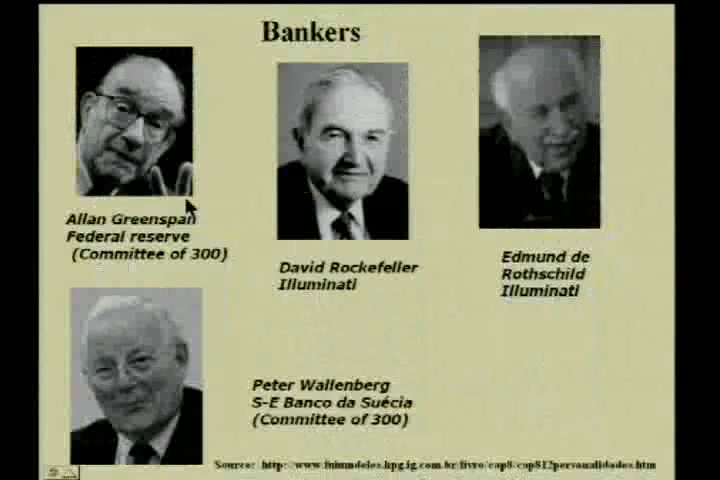 Bankers
Allan Greenspan
Federal reserve
(Committee of 300)
David Rockefeller
Illuminati
Edmund de
Rothschild
Illuminati
Peter Wallenberg
S-E Banco da Suécia
(Committee of 300)
Source: